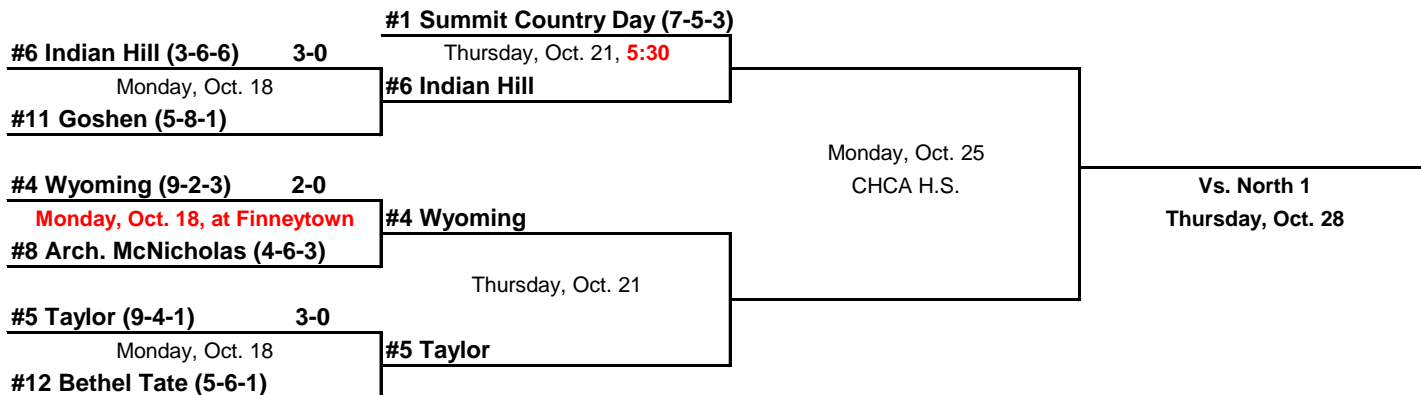 #1 Summit Country Day (7-5-3)
#6 Indian Hill (3-6-6) 3-0
Thursday, Oct. 21, 5:30
Monday, Oct. 18
#6 Indian Hill
#11 Goshen (5-8-1)
Monday, Oct. 25
CHCA H.S.
#4 Wyoming (9-2-3) 2-0
Vs. North 1
Monday, Oct. 18, at Finneytown
#4 Wyoming
Thursday, Oct. 28
#8 Arch. McNicholas (4-6-3)
Thursday, Oct. 21
#5 Taylor (9-4-1) 3-0
Monday, Oct. 18
#5 Taylor
#12 Bethel Tate (5-6-1)